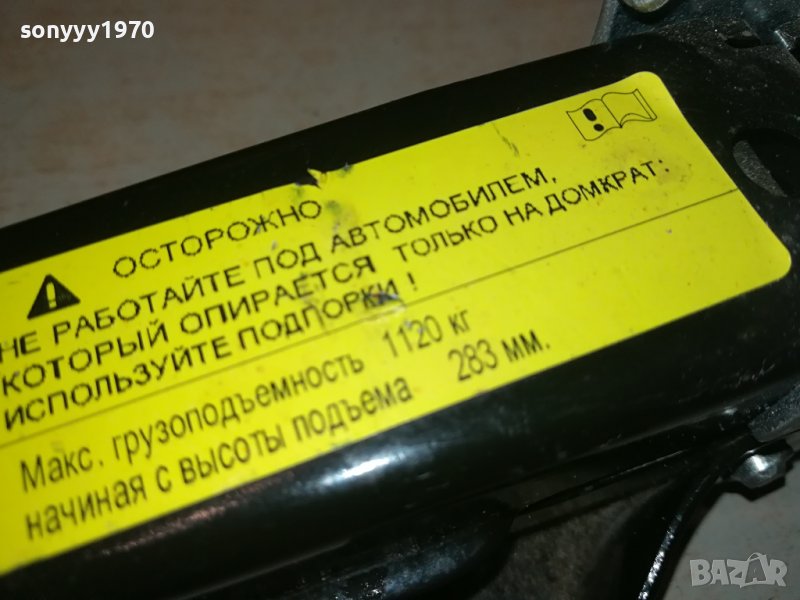 sonyyy1970
ОСТОРОЖНО
НЕ РАБОТАЙТЕ ПОД АВТОМОБИЛЕМ,
КОТОРЫЙ ОПИРАЕТСЯ ТОЛЬКО НА ДОМКРАТ:
ИСПОЛЬЗУЙТЕ ПОДПОРКИ !
Макс. грузоподъемность 1120 кг
начиная с высоты подъема 283 мм.
BAZAR